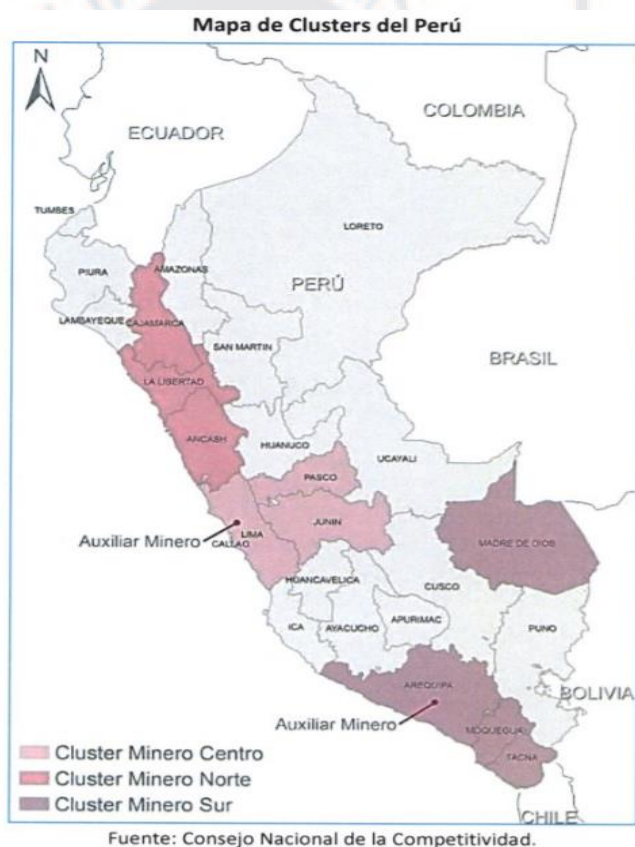 Mapa de Clusters del Perú
N
COLOMBIA
ECUADOR
TUMBES
LORETO
PIURA
AMAZONAS
PERÚ
LAMBAYEQUE
CAJAMARCA
SAN MARTIN
BRASIL
LA LIBERTAD
ANCASH
HUANUCO
UCAYALI
PASCO
Auxiliar Minero
LIMA
CALLAO
JUNIN
MADRE DE DIOS
HUANCAVELICA
CUSCO
ICA
AYACUCHO
APURIMAC
PUNO
AREQUIPA
BOLIVIA
Auxiliar Minero
MOQUEGUA
TACNA
Cluster Minero Centro
Cluster Minero Norte
Cluster Minero Sur
CHILE
Fuente: Consejo Nacional de la Competitividad.